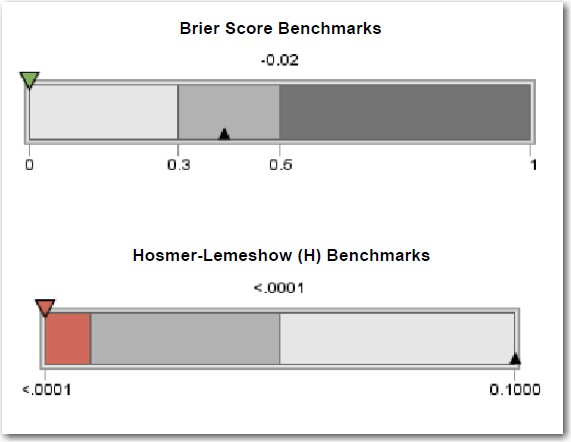 Brier Score Benchmarks
-0.02
0 0.3 0.5 1
Hosmer-Lemeshow (H) Benchmarks
<.0001
<.0001 0.1000